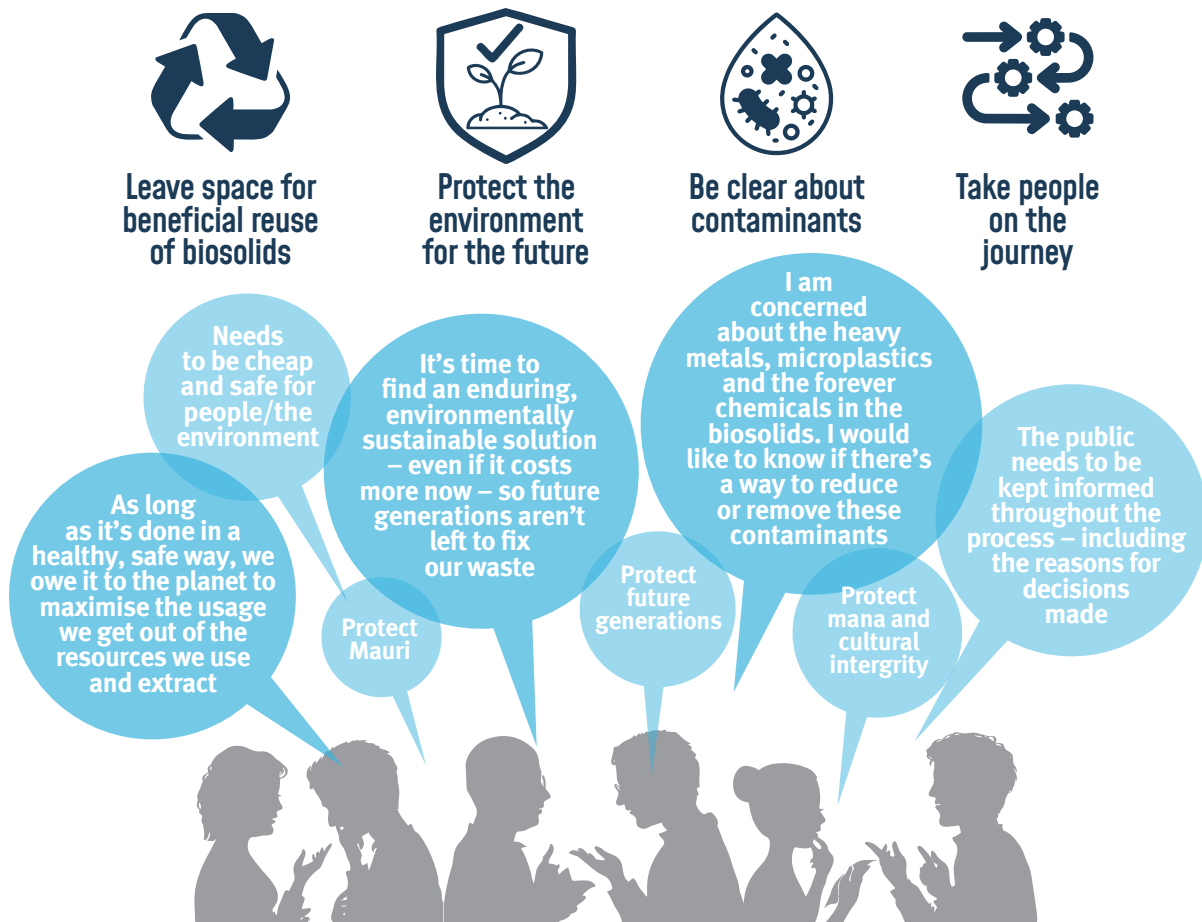 Leave space for
beneficial reuse
of biosolids
Protect the
environment
for the future
Be clear about
contaminants
Take people
on the
journey
Needs
to be cheap
and safe for
people/the
environment
As long
as it's done in a
healthy, safe way, we
owe it to the planet to
maximise the usage
we get out of the
resources we use
and extract
Protect
Mauri
It's time to
find an enduring,
environmentally
sustainable solution
– even if it costs
more now – so future
generations aren't
left to fix
our waste
Protect
future
generations
I am
concerned
about the heavy
metals, microplastics
and the forever
chemicals in the
biosolids. I would
like to know if there's
a way to reduce
or remove these
contaminants
Protect
mana and
cultural
intergrity
The public
needs to be
kept informed
throughout the
process – including
the reasons for
decisions
made